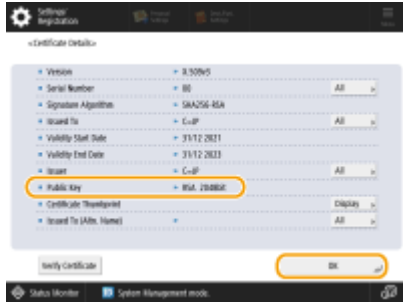 Settings/
Registration
<Certificate Details>
Version X.509v3
Serial Number 00 All
Signature Algorithm SHA256-RSA
Issued To C=JP All
Validity Start Date 31/12 2021
Validity End Date 31/12 2023
Issuer C=JP All
Public Key RSA 2048Bit
Certificate Thumbprint Display
Issued To (Altn. Name) All
Verify Certificate OK
Status Monitor System Management mode.